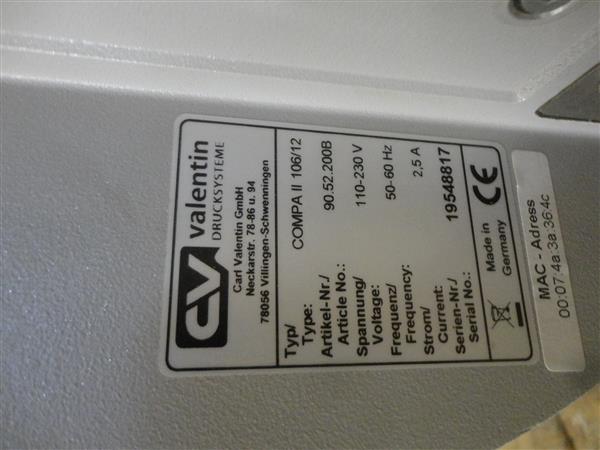 CV
valentin
DRUCKSYSTEME
Carl Valentin GmbH
Neckarstr. 78-86 u. 94
78056 Villingen-Schwenningen
Typ/
Type: COMPA II 106/12
Artikel-Nr./
Article No.: 90.52.200B
Spannung/
Voltage: 110-230 V
Frequenz/
Frequency: 50-60 Hz
Strom/
Current: 2,5 A
Serien-Nr./
Serial No.: 19548817
Made in
Germany
CE
MAC - Adress
00:07:4a:3a:36:4c